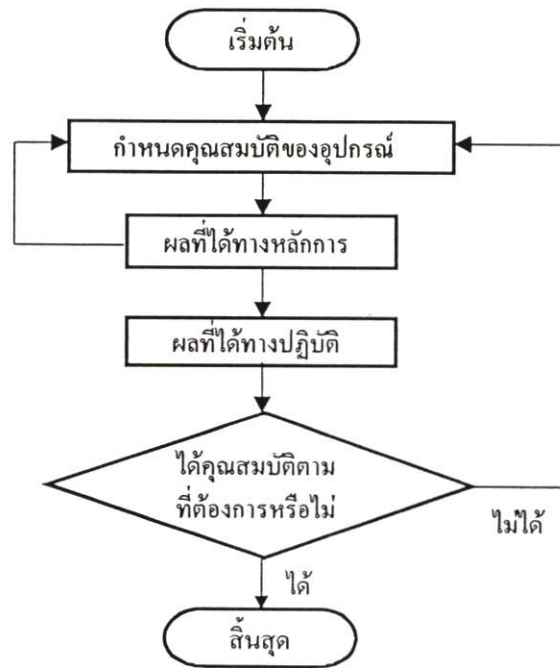 เริ่มต้น
กำหนดคุณสมบัติของอุปกรณ์
ผลที่ได้ทางหลักการ
ผลที่ได้ทางปฏิบัติ
ได้คุณสมบัติตาม
ที่ต้องการหรือไม่
ไม่ได้
ได้
สิ้นสุด